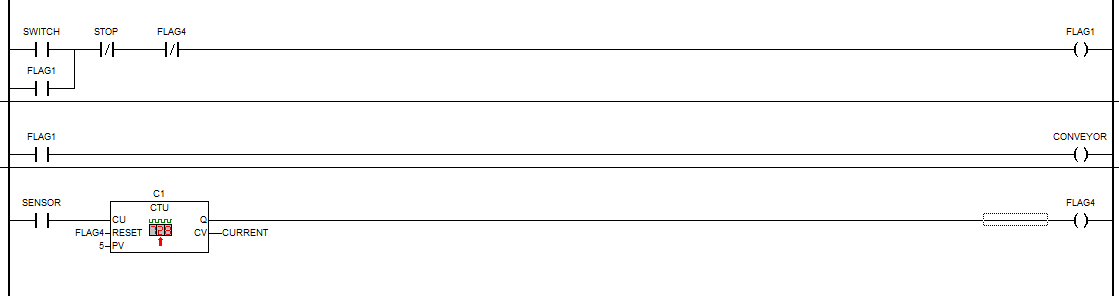 SWITCH STOP FLAG4 FLAG1
FLAG1
FLAG1 CONVEYOR
C1
SENSOR CTU FLAG4
CU Q
FLAG4 RESET CV CURRENT
5 PV